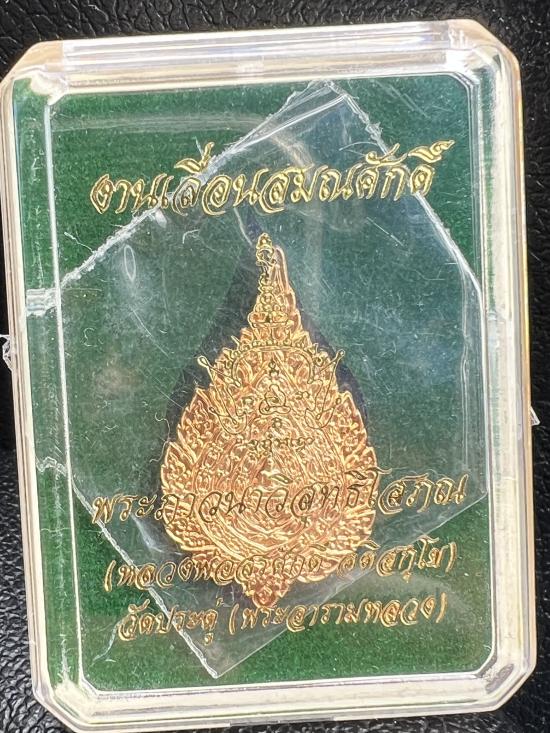 งานเลื่อนสมณศักดิ์
พระภาวนาวิสุทธิโสภณ
(หลวงพ่อสุรศักดิ์ อติสกฺโข)
วัดประดู่ (พระอารามหลวง)